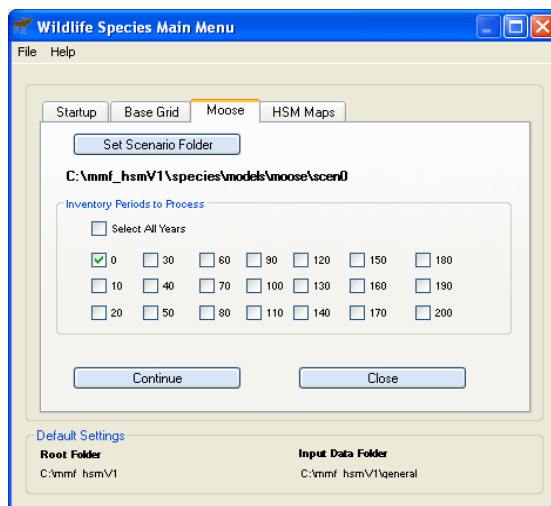 Wildlife Species Main Menu
File Help
Startup Base Grid Moose HSM Maps
Set Scenario Folder
C:\mmf_hsmV1\species\models\moose\scen0
Inventory Periods to Process
Select All Years
0 30 60 90 120 150 180
10 40 70 100 130 160 190
20 50 80 110 140 170 200
Continue Close
Default Settings
Root Folder Input Data Folder
C:\mmf_hsmV1 C:\mmf_hsmV1\general